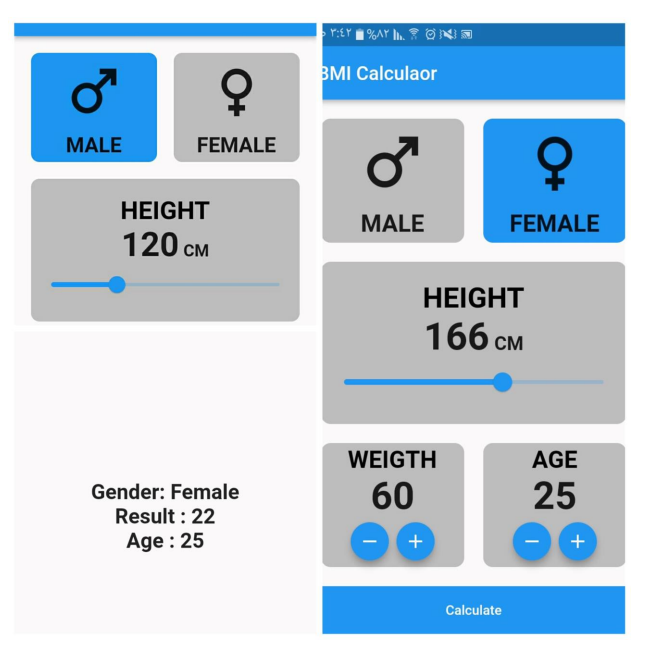 MALE FEMALE
HEIGHT
120 CM
Gender: Female
Result : 22
Age : 25
٣:٤٢ %٨٢
BMI Calculaor
MALE FEMALE
HEIGHT
166 CM
WEIGTH AGE
60 25
− + − +
Calculate